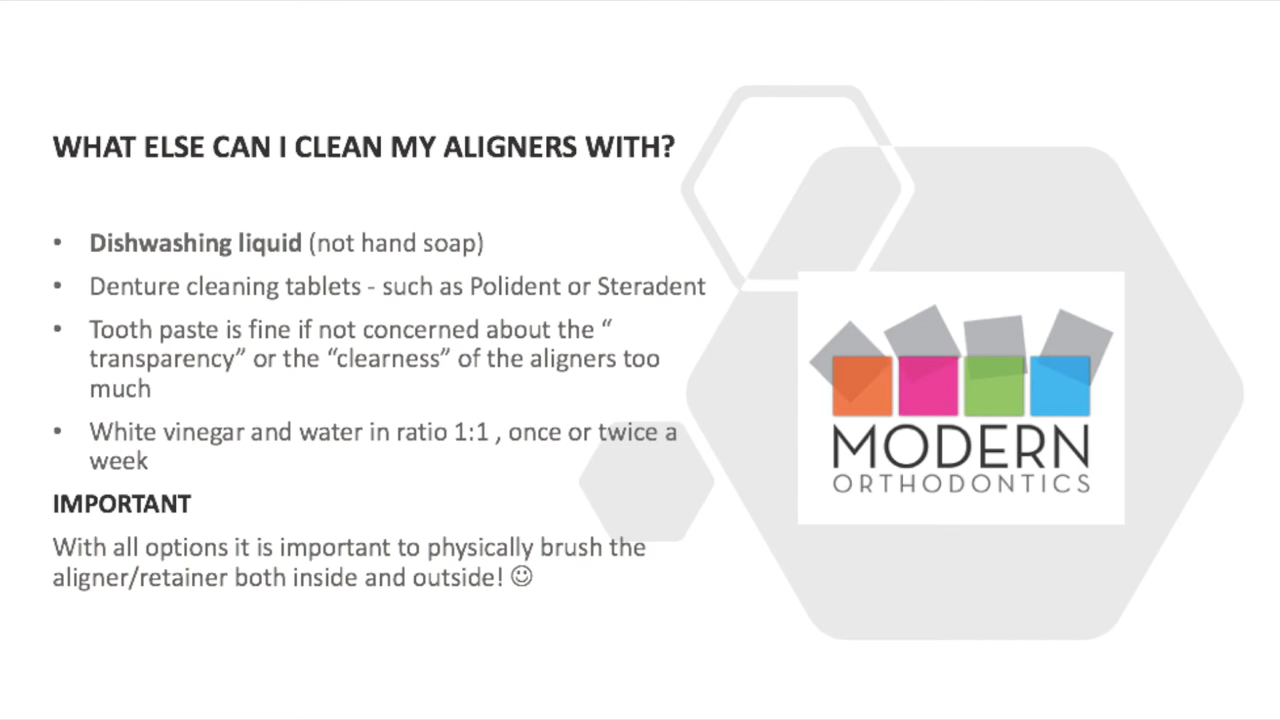 WHAT ELSE CAN I CLEAN MY ALIGNERS WITH?
• Dishwashing liquid (not hand soap)
• Denture cleaning tablets - such as Polident or Steradent
• Tooth paste is fine if not concerned about the “
transparency” or the “clearness” of the aligners too
much
• White vinegar and water in ratio 1:1 , once or twice a
week
IMPORTANT
With all options it is important to physically brush the
aligner/retainer both inside and outside! ☺
MODERN
ORTHODONTICS